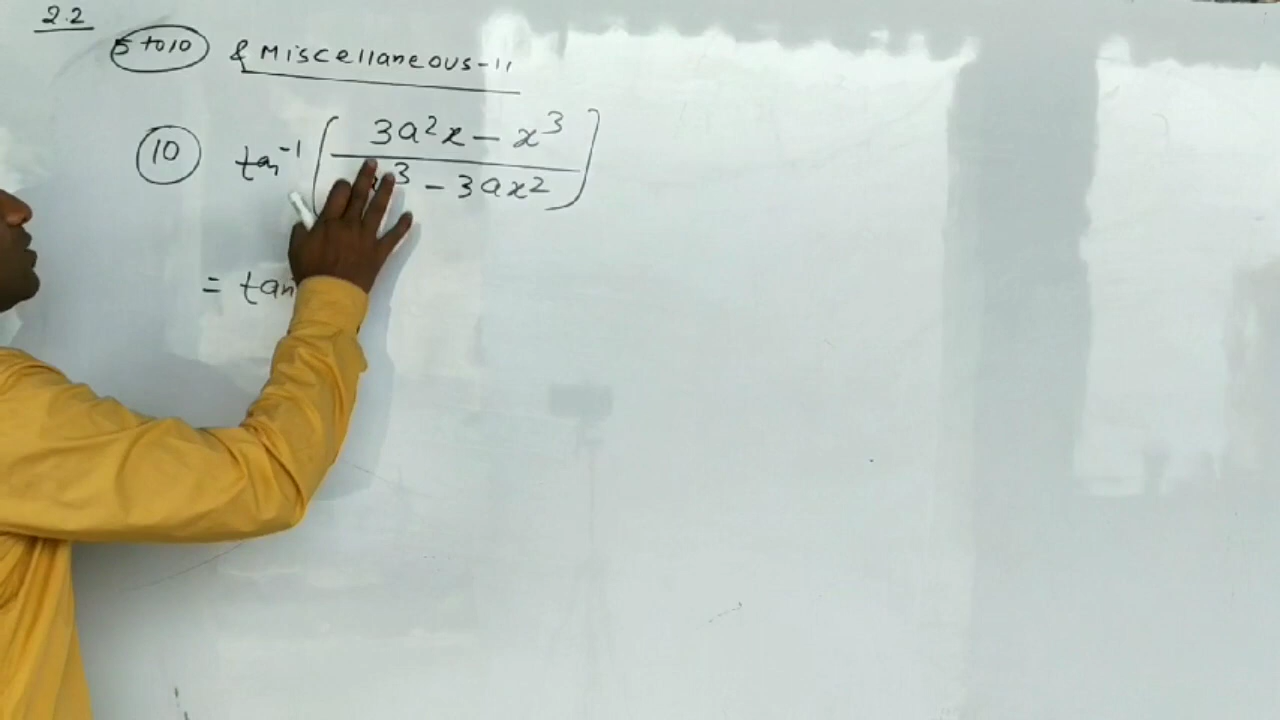 2.2
5 to 10 & Miscellaneous-11
10 tan⁻¹ ( 3a²x - x³
³ - 3ax² )
= tan